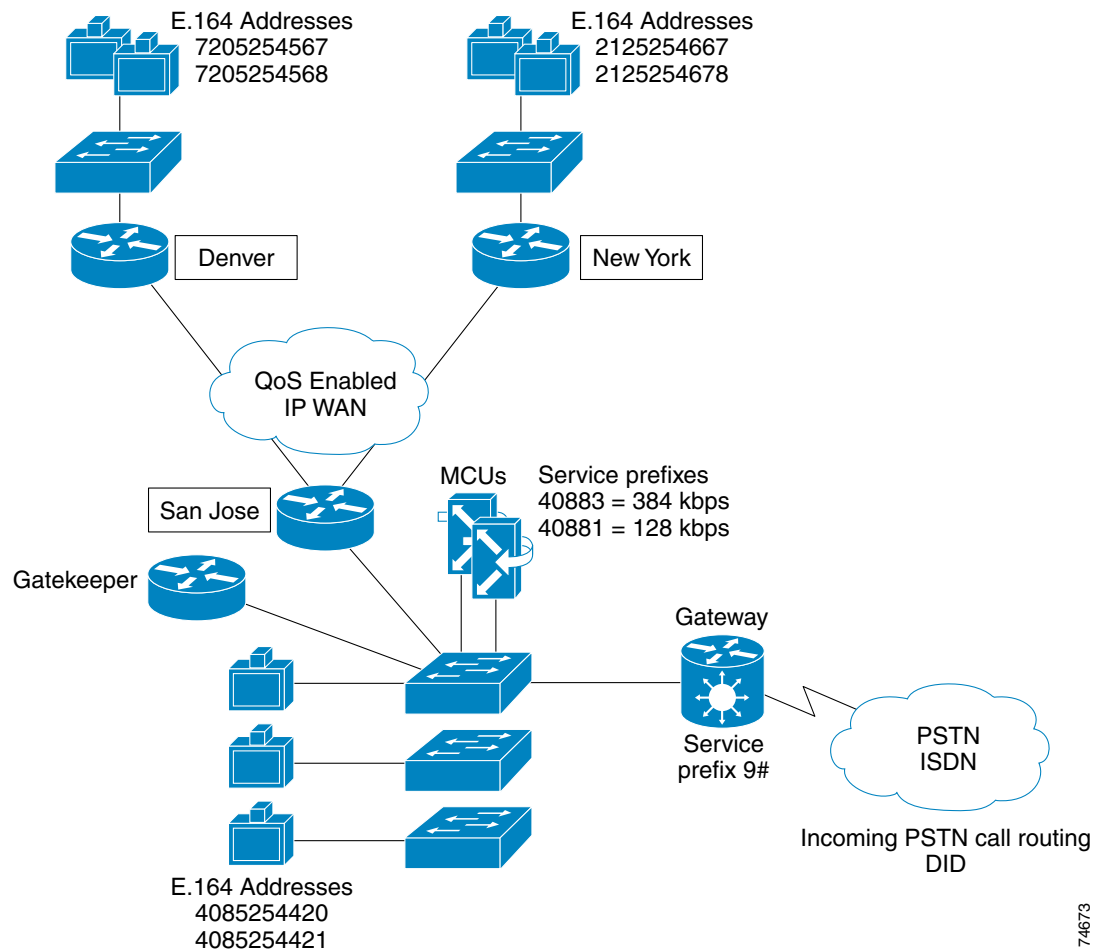 E.164 Addresses
7205254567
7205254568
E.164 Addresses
2125254667
2125254678
Denver
New York
QoS Enabled
IP WAN
San Jose
MCUs
Service prefixes
40883 = 384 kbps
40881 = 128 kbps
Gatekeeper
Gateway
Service
prefix 9#
PSTN
ISDN
Incoming PSTN call routing
DID
E.164 Addresses
4085254420
4085254421
74673